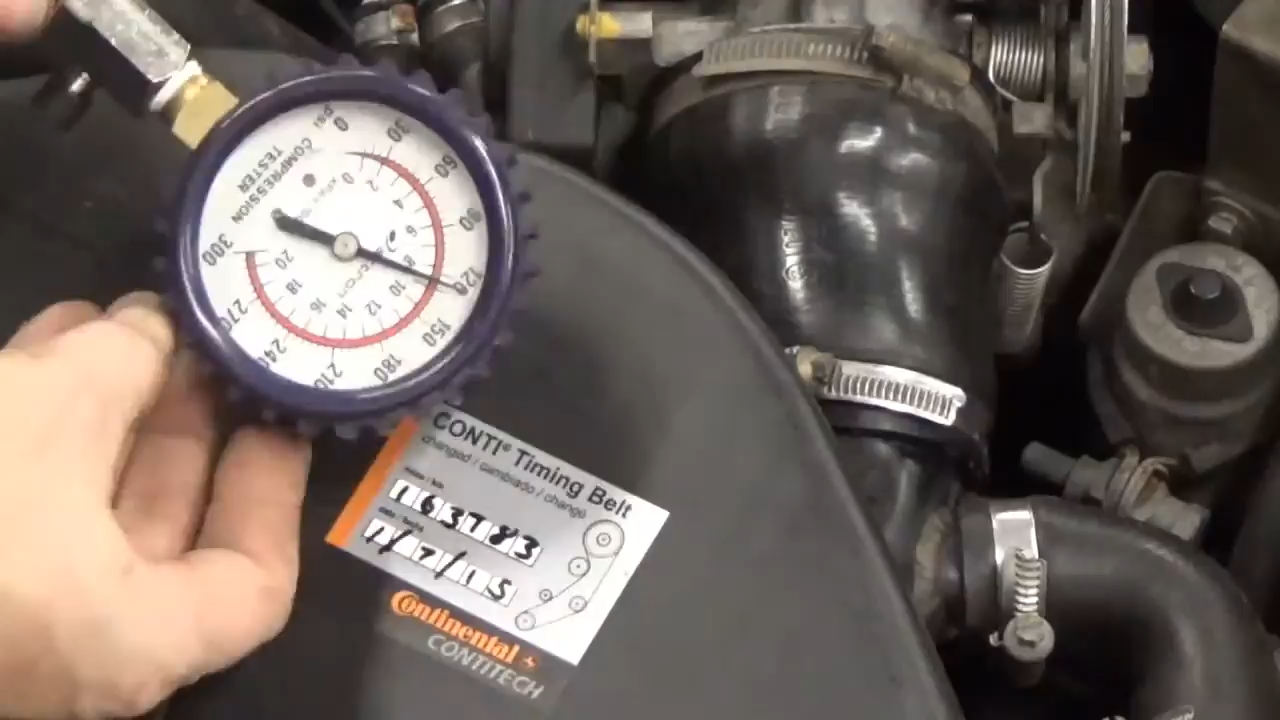 psi
COMPRESSION
TESTER
0 30 60 90 120 150 180 210 240 270 300
0 2 4 6 8 10 12 14 16 18 20
CONTI® Timing Belt
changed / cambiado / changé
163783
1/7/15
Continental
CONTITECH